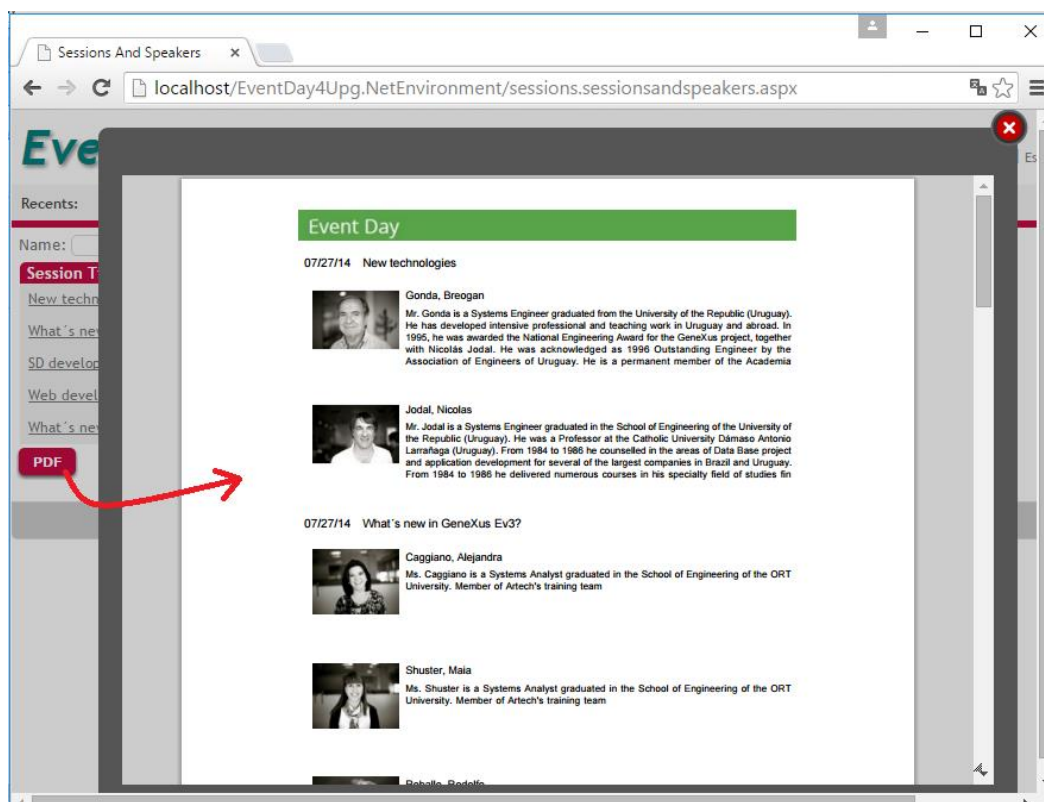 Sessions And Speakers
localhost/EventDay4Upg.NetEnvironment/sessions.sessionsandspeakers.aspx
Eve
Es
Recents:
Name:
Session T
New techn
What´s ne
SD develop
Web devel
What´s ne
PDF
Event Day
07/27/14 New technologies
Gonda, Breogan
Mr. Gonda is a Systems Engineer graduated from the University of the Republic (Uruguay).
He has developed intensive professional and teaching work in Uruguay and abroad. In
1995, he was awarded the National Engineering Award for the GeneXus project, together
with Nicolás Jodal. He was acknowledged as 1996 Outstanding Engineer by the
Association of Engineers of Uruguay. He is a permanent member of the Academia
Jodal, Nicolas
Mr. Jodal is a Systems Engineer graduated in the School of Engineering of the University of
the Republic (Uruguay). He was a Professor at the Catholic University Dámaso Antonio
Larrañaga (Uruguay). From 1984 to 1986 he counselled in the areas of Data Base project
and application development for several of the largest companies in Brazil and Uruguay.
From 1984 to 1986 he delivered numerous courses in his specialty field of studies fin
07/27/14 What´s new in GeneXus Ev3?
Caggiano, Alejandra
Ms. Caggiano is a Systems Analyst graduated in the School of Engineering of the ORT
University. Member of Artech's training team
Shuster, Maia
Ms. Shuster is a Systems Analyst graduated in the School of Engineering of the ORT
University. Member of Artech's training team